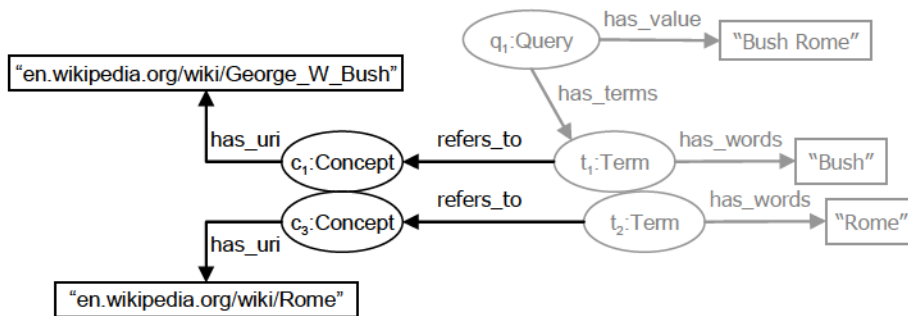 has_value
q1:Query
"Bush Rome"
"en.wikipedia.org/wiki/George_W_Bush"
has_terms
has_uri
refers_to
has_words
c1:Concept
t1:Term
"Bush"
refers_to
has_words
c3:Concept
t2:Term
"Rome"
has_uri
"en.wikipedia.org/wiki/Rome"